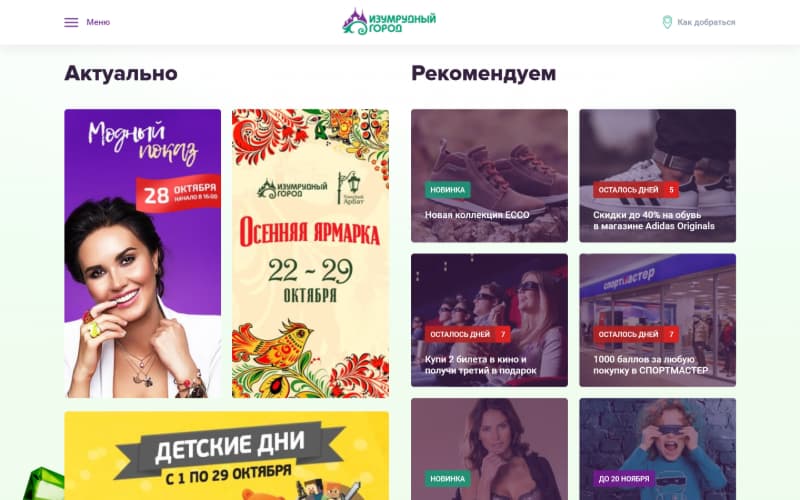 Меню
ИЗУМРУДНЫЙ
ГОРОД
Как добраться
Актуально
Рекомендуем
Модный
показ
28 ОКТЯБРЯ
НАЧАЛО В 16:00
ИЗУМРУДНЫЙ
ГОРОД
Томский
Арбат
ОСЕННЯЯ ЯРМАРКА
22 - 29
ОКТЯБРЯ
ДЕТСКИЕ ДНИ
С 1 ПО 29 ОКТЯБРЯ
НОВИНКА
Новая коллекция ECCO
ОСТАЛОСЬ ДНЕЙ 5
Скидки до 40% на обувь
в магазине Adidas Originals
ОСТАЛОСЬ ДНЕЙ 7
Купи 2 билета в кино и
получи третий в подарок
спортмастер
ОСТАЛОСЬ ДНЕЙ 7
1000 баллов за любую
покупку в СПОРТМАСТЕР
НОВИНКА
ДО 20 НОЯБРЯ